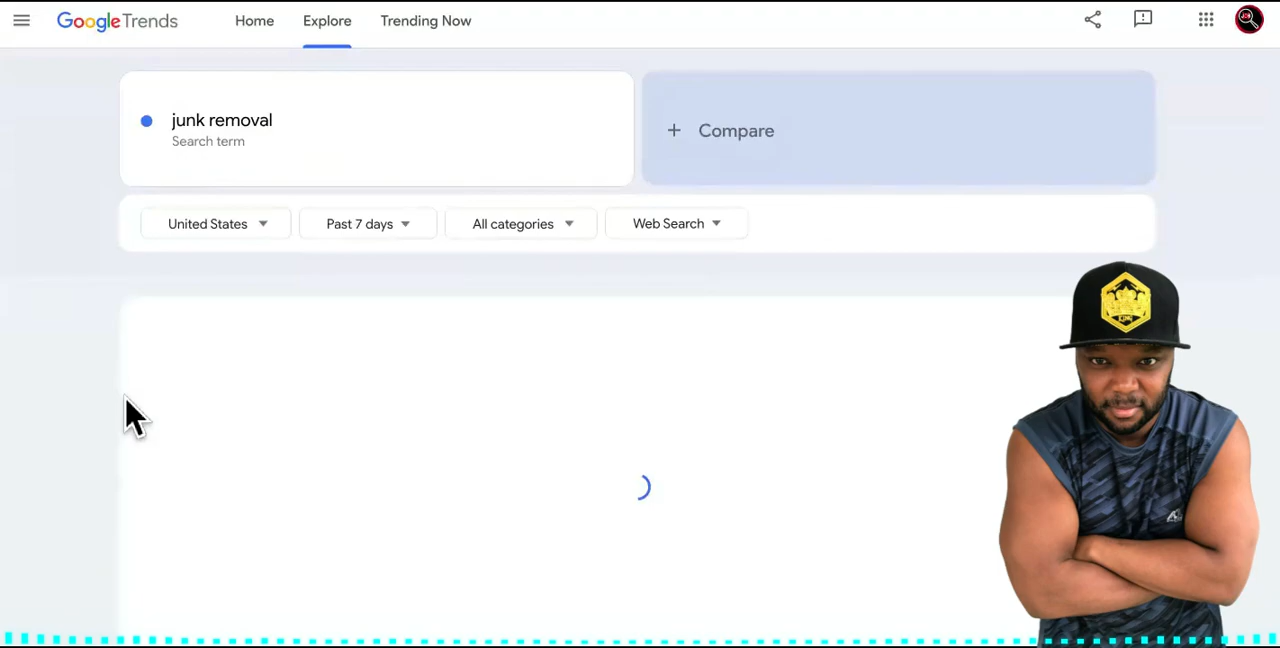 Google Trends Home Explore Trending Now
junk removal
Search term
+ Compare
United States Past 7 days All categories Web Search
KING